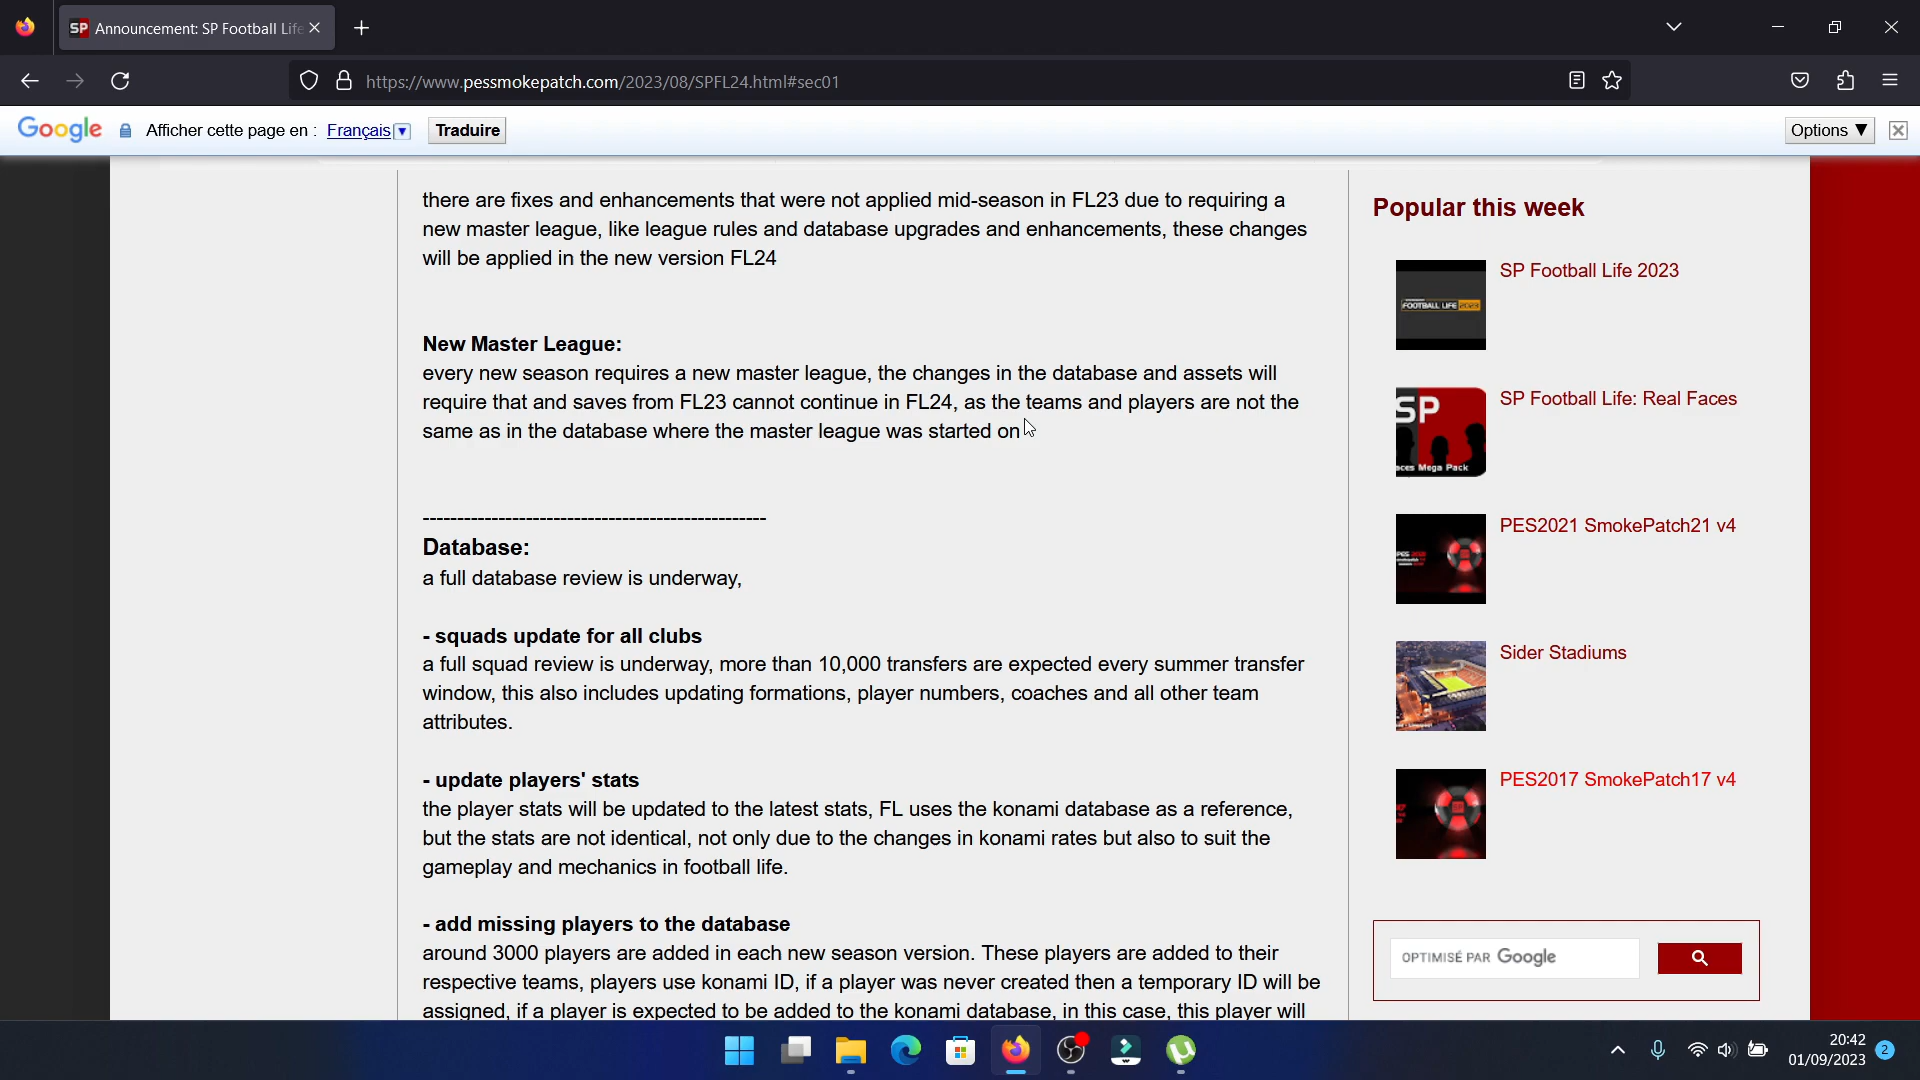 SP Announcement: SP Football Life
https://www.pessmokepatch.com/2023/08/SPFL24.html#sec01
Google Afficher cette page en : Français Traduire Options ▼
there are fixes and enhancements that were not applied mid-season in FL23 due to requiring a
new master league, like league rules and database upgrades and enhancements, these changes
will be applied in the new version FL24
New Master League:
every new season requires a new master league, the changes in the database and assets will
require that and saves from FL23 cannot continue in FL24, as the teams and players are not the
same as in the database where the master league was started on
--------------------------------------------------
Database:
a full database review is underway,
- squads update for all clubs
a full squad review is underway, more than 10,000 transfers are expected every summer transfer
window, this also includes updating formations, player numbers, coaches and all other team
attributes.
- update players' stats
the player stats will be updated to the latest stats, FL uses the konami database as a reference,
but the stats are not identical, not only due to the changes in konami rates but also to suit the
gameplay and mechanics in football life.
- add missing players to the database
around 3000 players are added in each new season version. These players are added to their
respective teams, players use konami ID, if a player was never created then a temporary ID will be
assigned, if a player is expected to be added to the konami database, in this case, this player will
Popular this week
FOOTBALL LIFE 2023
SP Football Life 2023
SP
aces Mega Pack
SP Football Life: Real Faces
PES2021 SmokePatch21 v4
Sider Stadiums
PES2017 SmokePatch17 v4
OPTIMISÉ PAR Google
20:42
01/09/2023
2